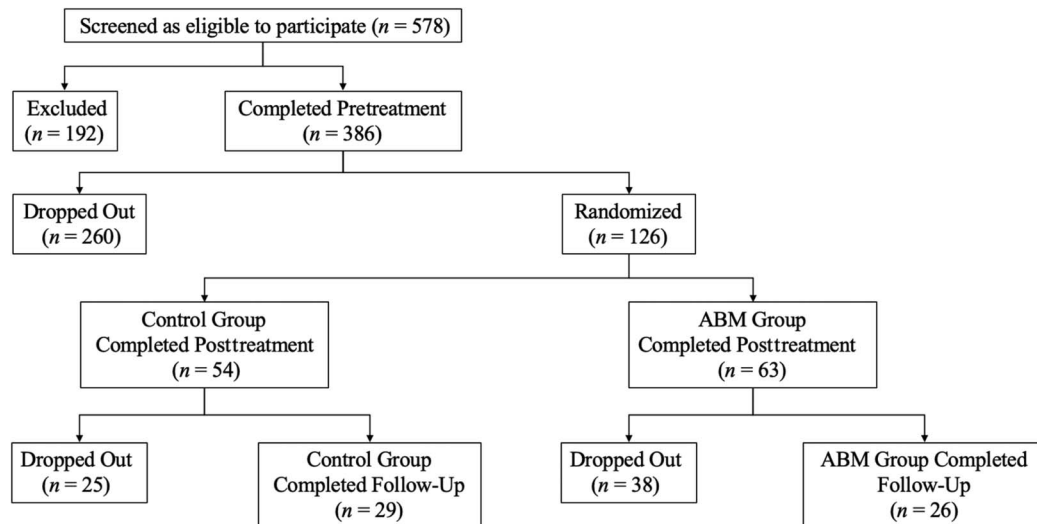 Screened as eligible to participate (n = 578)
Excluded
(n = 192)
Completed Pretreatment
(n = 386)
Dropped Out
(n = 260)
Randomized
(n = 126)
Control Group
Completed Posttreatment
(n = 54)
ABM Group
Completed Posttreatment
(n = 63)
Dropped Out
(n = 25)
Control Group
Completed Follow-Up
(n = 29)
Dropped Out
(n = 38)
ABM Group Completed
Follow-Up
(n = 26)